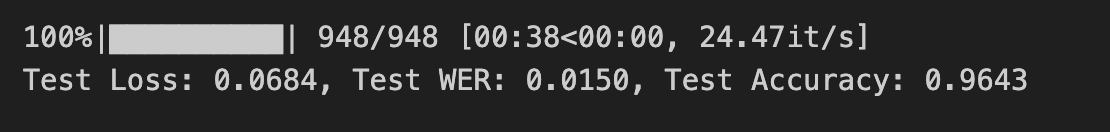 100%|██████████| 948/948 [00:38<00:00, 24.47it/s]
Test Loss: 0.0684, Test WER: 0.0150, Test Accuracy: 0.9643